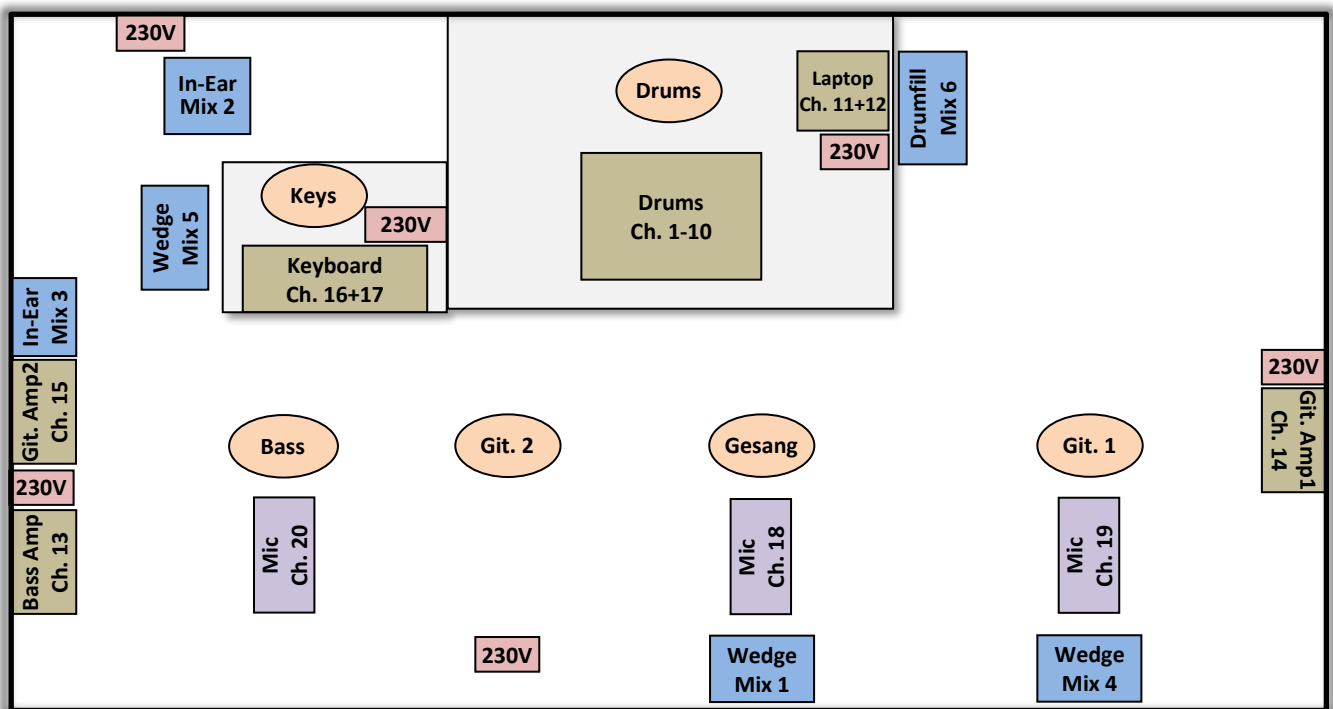 230V
In-Ear
Mix 2
Drums
Laptop
Ch. 11+12
Drumfill
Mix 6
230V
Keys
230V
Wedge
Mix 5
Drums
Ch. 1-10
Keyboard
Ch. 16+17
In-Ear
Mix 3
Git. Amp2
Ch. 15
230V
Bass Amp
Ch. 13
Bass
Git. 2
Gesang
Git. 1
230V
Git. Amp1
Ch. 14
Mic
Ch. 20
Mic
Ch. 18
Mic
Ch. 19
230V
Wedge
Mix 1
Wedge
Mix 4